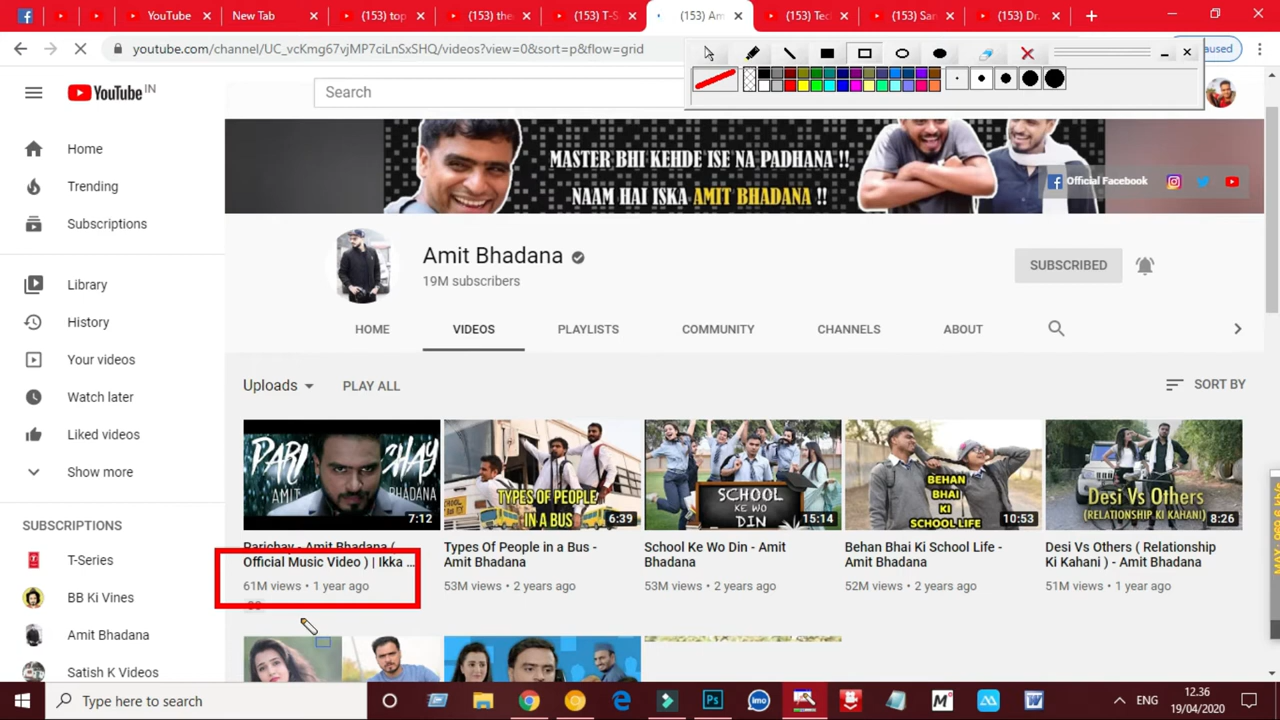 YouTube
New Tab
(153) top
(153) the
(153) T-S
(153) Am
(153) Tec
(153) Sar
(153) Dr.
youtube.com/channel/UC_vcKmg67vjMP7ciLnSxSHQ/videos?view=0&sort=p&flow=grid
aused
YouTube IN
Search
Home
Trending
Subscriptions
Library
History
Your videos
Watch later
Liked videos
Show more
SUBSCRIPTIONS
T-Series
BB Ki Vines
Amit Bhadana
Satish K Videos
MASTER BHI KEHDE ISE NA PADHANA !!
NAAM HAI ISKA AMIT BHADANA !!
Official Facebook
Amit Bhadana
19M subscribers
SUBSCRIBED
HOME VIDEOS PLAYLISTS COMMUNITY CHANNELS ABOUT
Uploads PLAY ALL
SORT BY
PARICHAY
AMIT BHADANA
7:12
Parichay - Amit Bhadana (
Official Music Video ) | Ikka ...
61M views • 1 year ago
CC
TYPES OF PEOPLE
IN A BUS
6:39
Types Of People in a Bus -
Amit Bhadana
53M views • 2 years ago
SCHOOL
KE WO
DIN
15:14
School Ke Wo Din - Amit
Bhadana
53M views • 2 years ago
BEHAN
BHAI
KI
SCHOOL LIFE
10:53
Behan Bhai Ki School Life -
Amit Bhadana
52M views • 2 years ago
Desi Vs Others
(RELATIONSHIP KI KAHANI)
8:26
Desi Vs Others ( Relationship
Ki Kahani ) - Amit Bhadana
51M views • 2 years ago
Type here to search
imo
ENG
12.36
19/04/2020